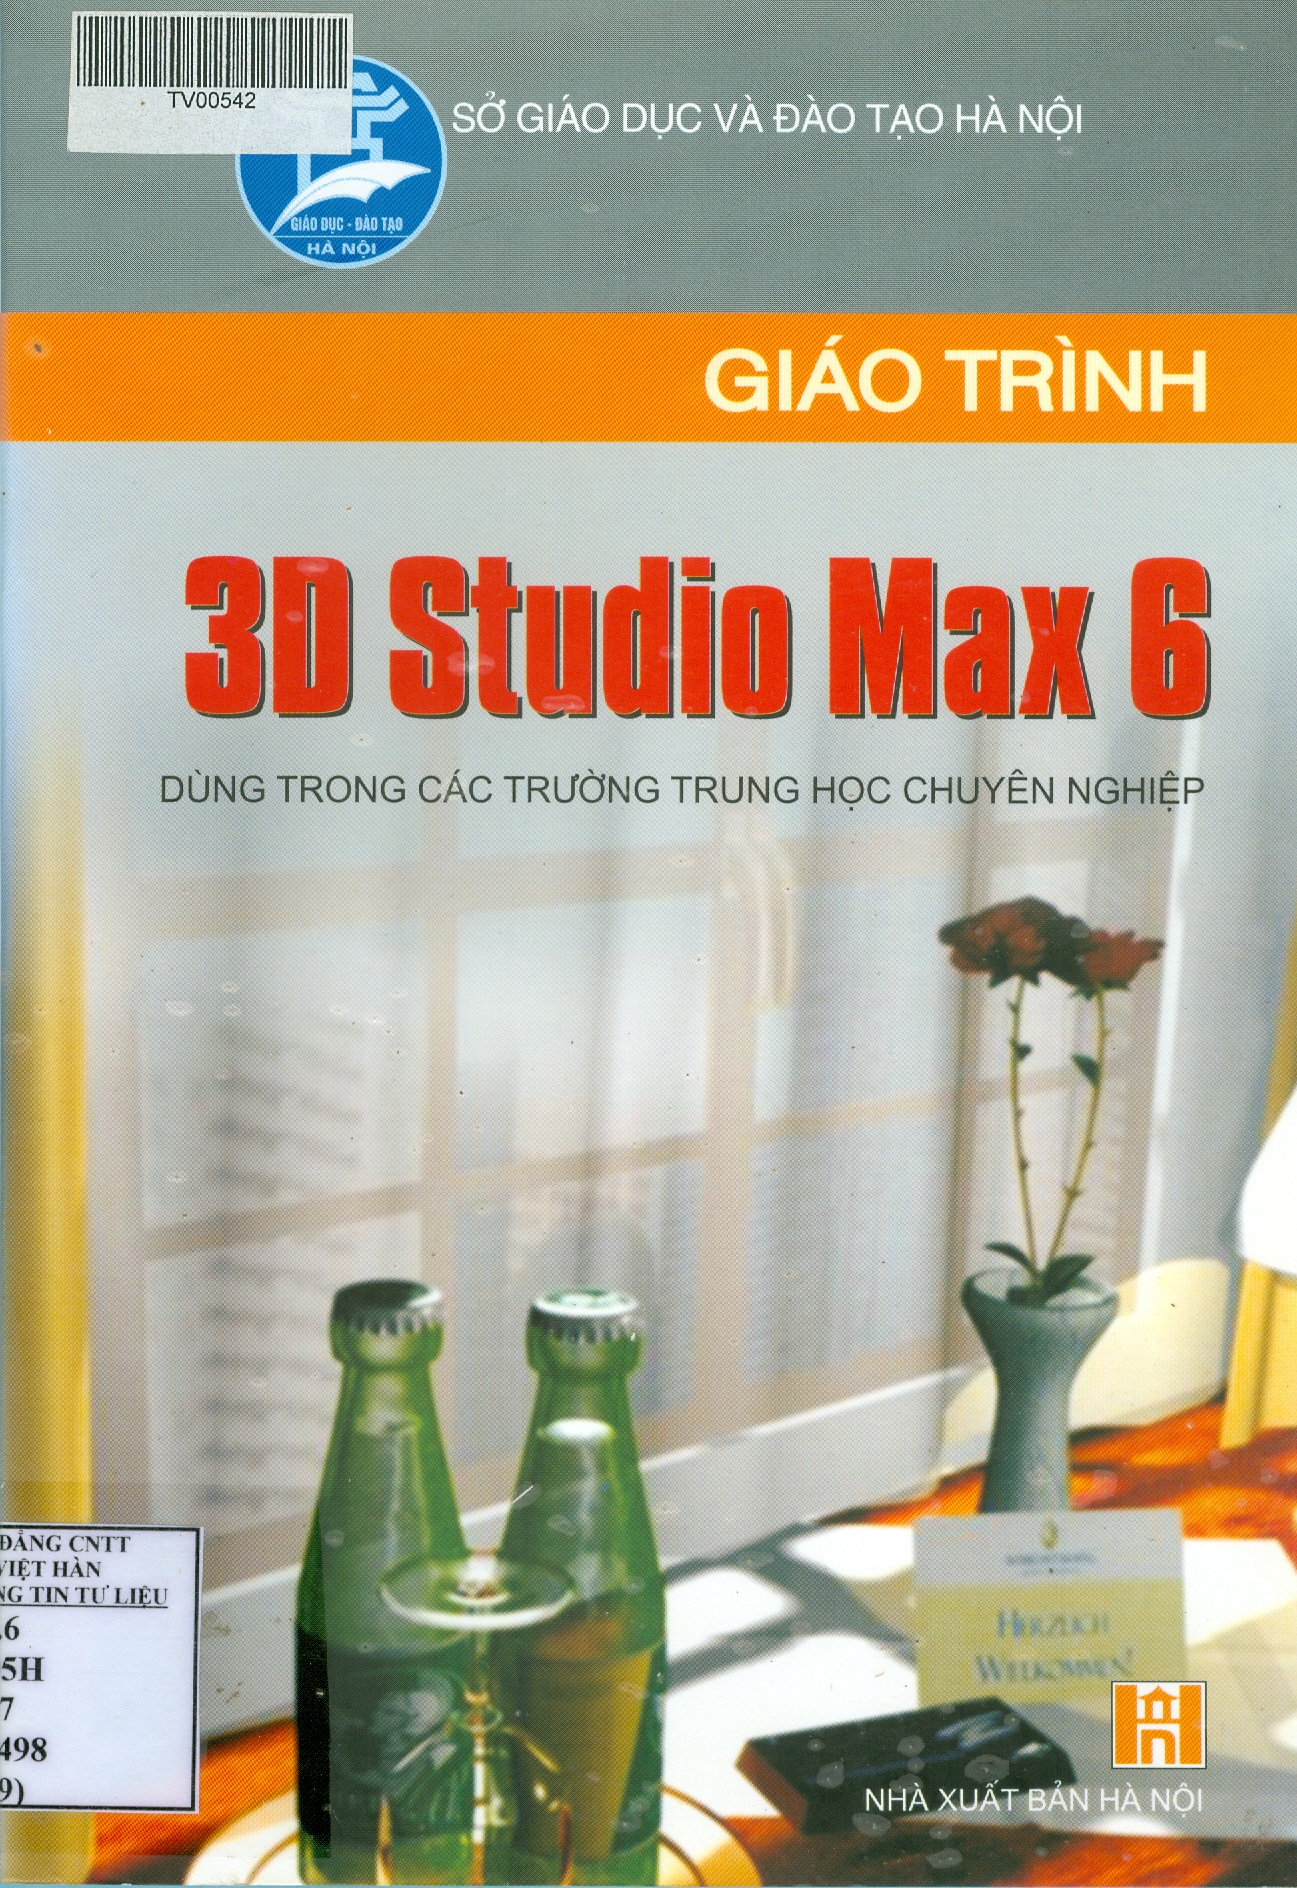 TV00542
SỞ GIÁO DỤC VÀ ĐÀO TẠO HÀ NỘI
GIÁO DỤC - ĐÀO TẠO
HÀ NỘI
GIÁO TRÌNH
3D Studio Max 6
DÙNG TRONG CÁC TRƯỜNG TRUNG HỌC CHUYÊN NGHIỆP
ĐẲNG CNTT
VIỆT HÀN
NG TIN TƯ LIỆU
.6
5H
7
498
9)
HERZLICH
WILLKOMMEN!
NHÀ XUẤT BẢN HÀ NỘI